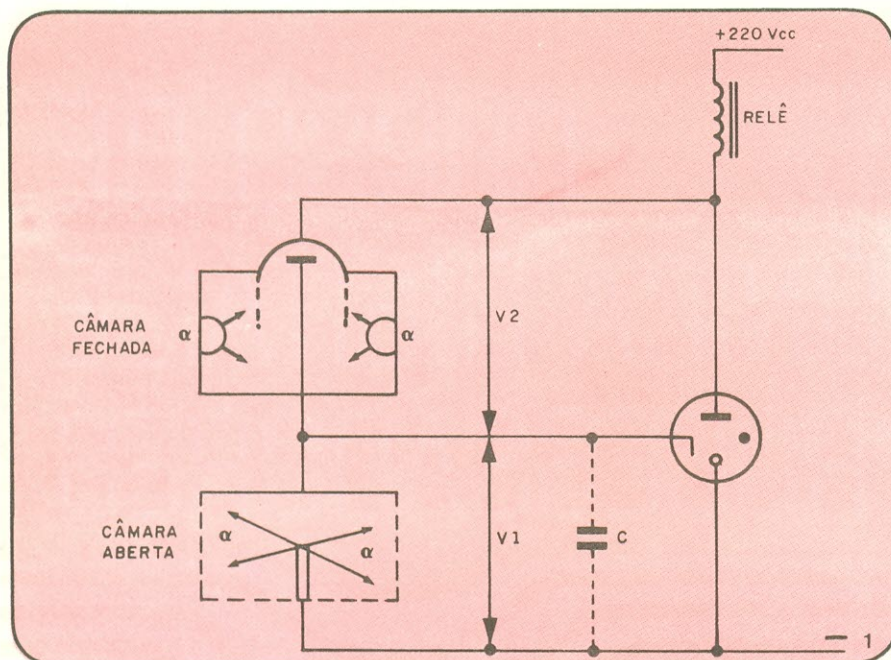 +220 Vcc
RELÊ
CÂMARA
FECHADA
α
α
V2
CÂMARA
ABERTA
α
α
V1
C
– 1